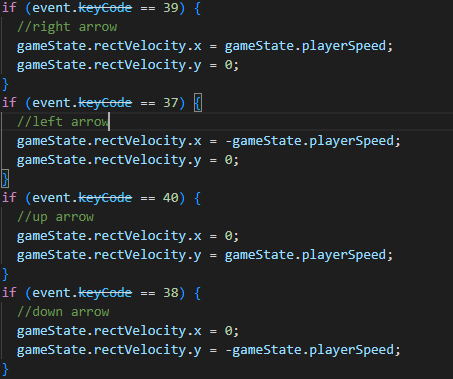 if (event.keyCode == 39) {
//right arrow
gameState.rectVelocity.x = gameState.playerSpeed;
gameState.rectVelocity.y = 0;
}
if (event.keyCode == 37) {
//left arrow
gameState.rectVelocity.x = -gameState.playerSpeed;
gameState.rectVelocity.y = 0;
}
if (event.keyCode == 40) {
//up arrow
gameState.rectVelocity.x = 0;
gameState.rectVelocity.y = gameState.playerSpeed;
}
if (event.keyCode == 38) {
//down arrow
gameState.rectVelocity.x = 0;
gameState.rectVelocity.y = -gameState.playerSpeed;
}